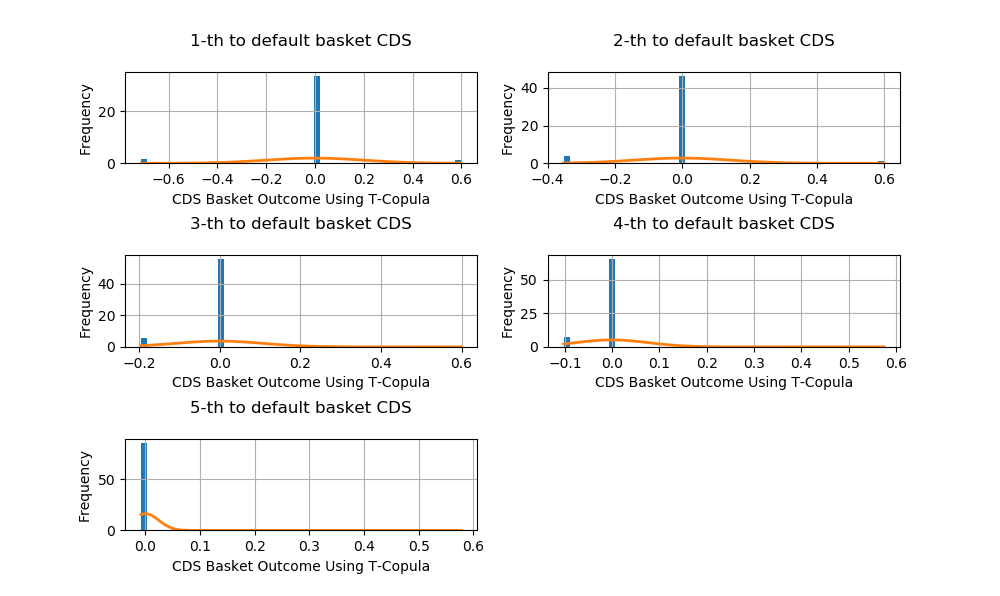 1-th to default basket CDS
Frequency
20
0
−0.6 −0.4 −0.2 0.0 0.2 0.4 0.6
CDS Basket Outcome Using T-Copula
2-th to default basket CDS
Frequency
40
20
0
−0.4 −0.2 0.0 0.2 0.4 0.6
CDS Basket Outcome Using T-Copula
3-th to default basket CDS
Frequency
40
20
0
−0.2 0.0 0.2 0.4 0.6
CDS Basket Outcome Using T-Copula
4-th to default basket CDS
Frequency
50
25
0
−0.1 0.0 0.1 0.2 0.3 0.4 0.5 0.6
CDS Basket Outcome Using T-Copula
5-th to default basket CDS
Frequency
50
0
0.0 0.1 0.2 0.3 0.4 0.5 0.6
CDS Basket Outcome Using T-Copula